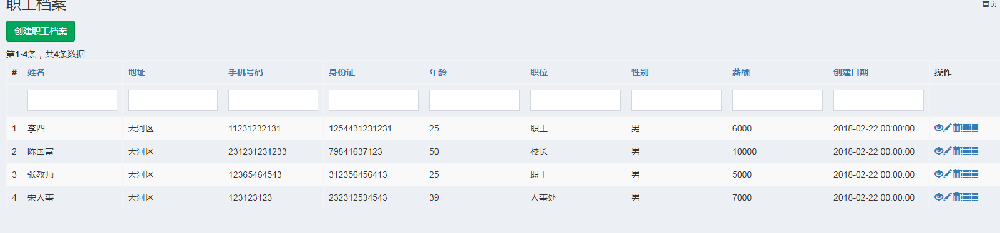 职工档案
首页
创建职工档案
第1-4条，共4条数据.
# 姓名 地址 手机号码 身份证 年龄 职位 性别 薪酬 创建日期 操作
1 李四 天河区 11231232131 1254431231231 25 职工 男 6000 2018-02-22 00:00:00
2 陈国富 天河区 231231231233 79841637123 50 校长 男 10000 2018-02-22 00:00:00
3 张教师 天河区 12365464543 312356456413 25 职工 男 5000 2018-02-22 00:00:00
4 宋人事 天河区 123123123 232312534543 39 人事处 男 7000 2018-02-22 00:00:00